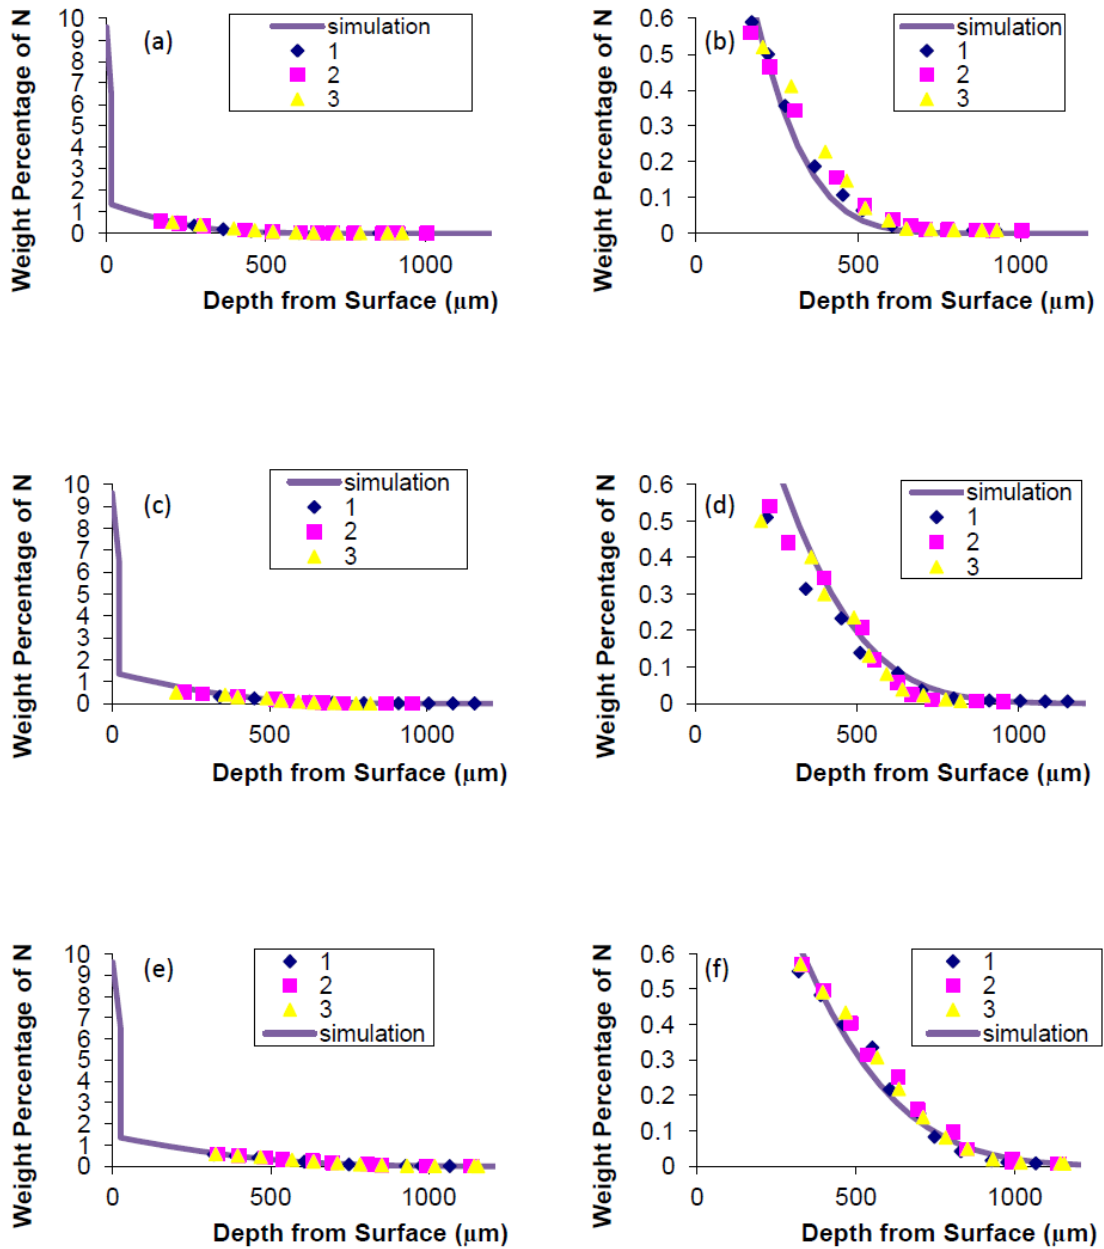 Weight Percentage of N
10
9
8
7
6
5
4
3
2
1
0
(a)
simulation
1
2
3
0 500 1000
Depth from Surface (µm)
Weight Percentage of N
0.6
0.5
0.4
0.3
0.2
0.1
0
(b)
simulation
1
2
3
0 500 1000
Depth from Surface (µm)
Weight Percentage of N
10
9
8
7
6
5
4
3
2
1
0
(c)
simulation
1
2
3
0 500 1000
Depth from Surface (µm)
Weight Percentage of N
0.6
0.5
0.4
0.3
0.2
0.1
0
(d)
simulation
1
2
3
0 500 1000
Depth from Surface (µm)
Weight Percentage of N
10
9
8
7
6
5
4
3
2
1
0
(e)
1
2
3
simulation
0 500 1000
Depth from Surface (µm)
Weight Percentage of N
0.6
0.5
0.4
0.3
0.2
0.1
0
(f)
1
2
3
simulation
0 500 1000
Depth from Surface (µm)